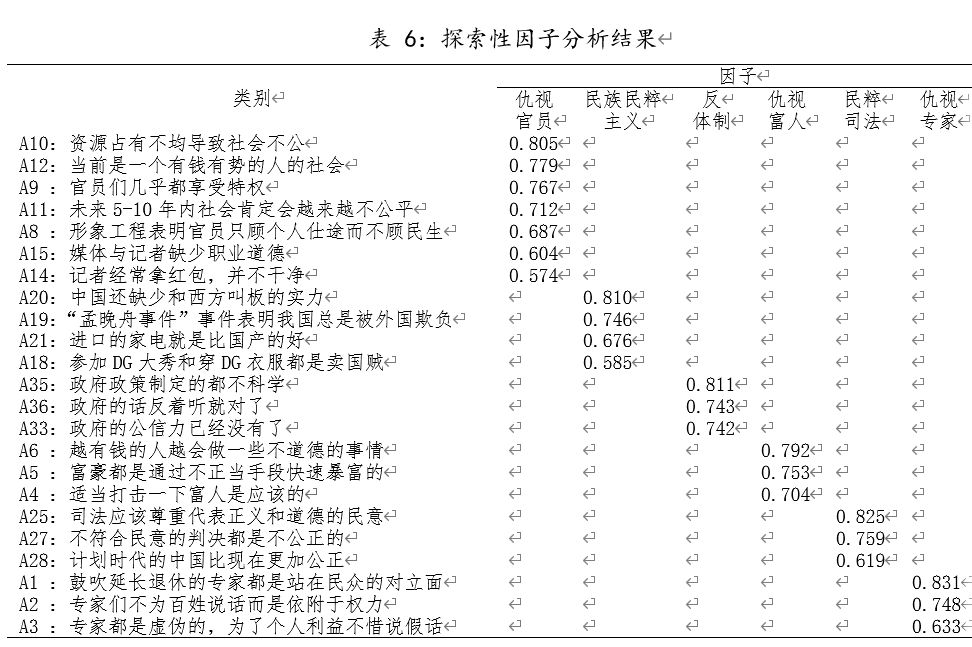 表 6：探索性因子分析结果
因子
类别
仇视 民族民粹 反 仇视 民粹 仇视
官员 主义 体制 富人 司法 专家
A10：资源占有不均导致社会不公 0.805
A12：当前是一个有钱有势的人的社会 0.779
A9 ：官员们几乎都享受特权 0.767
A11：未来 5-10 年内社会肯定会越来越不公平 0.712
A8 ：形象工程表明官员只顾个人仕途而不顾民生 0.687
A15：媒体与记者缺少职业道德 0.604
A14：记者经常拿红包，并不干净 0.574
A20：中国还缺少和西方叫板的实力 0.810
A19：“孟晚舟事件”事件表明我国总是被外国欺负 0.746
A21：进口的家电就是比国产的好 0.676
A18：参加 DG 大秀和穿 DG 衣服都是卖国贼 0.585
A35：政府政策制定的都不科学 0.811
A36：政府的话反着听就对了 0.743
A33：政府的公信力已经没有了 0.742
A6 ：越有钱的人越会做一些不道德的事情 0.792
A5 ：富豪都是通过不正当手段快速暴富的 0.753
A4 ：适当打击一下富人是应该的 0.704
A25：司法应该尊重代表正义和道德的民意 0.825
A27：不符合民意的判决都是不公正的 0.759
A28：计划时代的中国比现在更加公正 0.619
A1 ：鼓吹延长退休的专家都是站在民众的对立面 0.831
A2 ：专家们不为百姓说话而是依附于权力 0.748
A3 ：专家都是虚伪的，为了个人利益不惜说假话 0.633